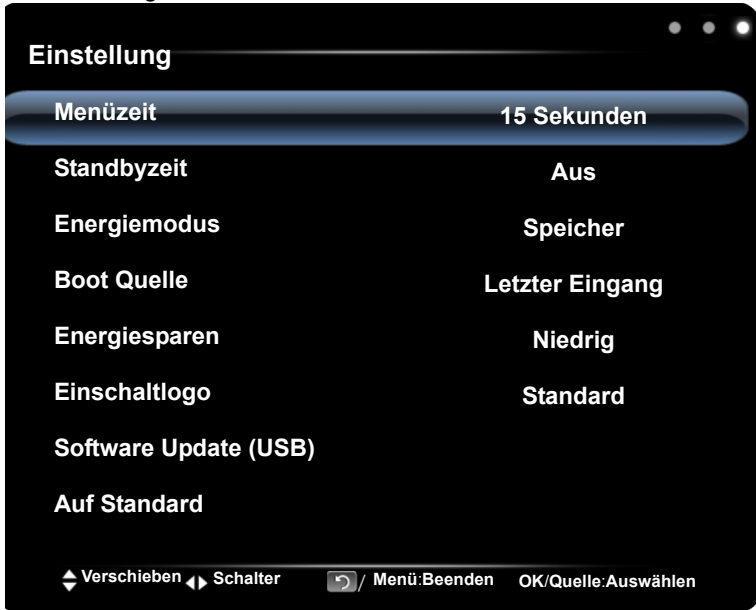 Einstellung
Menüzeit 15 Sekunden
Standbyzeit Aus
Energiemodus Speicher
Boot Quelle Letzter Eingang
Energiesparen Niedrig
Einschaltlogo Standard
Software Update (USB)
Auf Standard
Verschieben Schalter / Menü:Beenden OK/Quelle:Auswählen